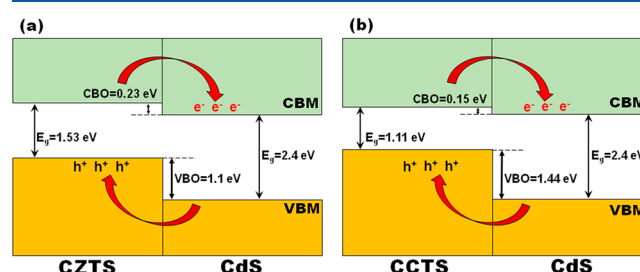 (a)
CBO=0.23 eV
e⁻ e⁻ e⁻
CBM
Eg=1.53 eV
h⁺ h⁺ h⁺
VBO=1.1 eV
Eg=2.4 eV
VBM
CZTS
CdS
(b)
CBO=0.15 eV
e⁻ e⁻ e⁻
CBM
Eg=1.11 eV
h⁺ h⁺ h⁺
VBO=1.44 eV
Eg=2.4 eV
VBM
CCTS
CdS